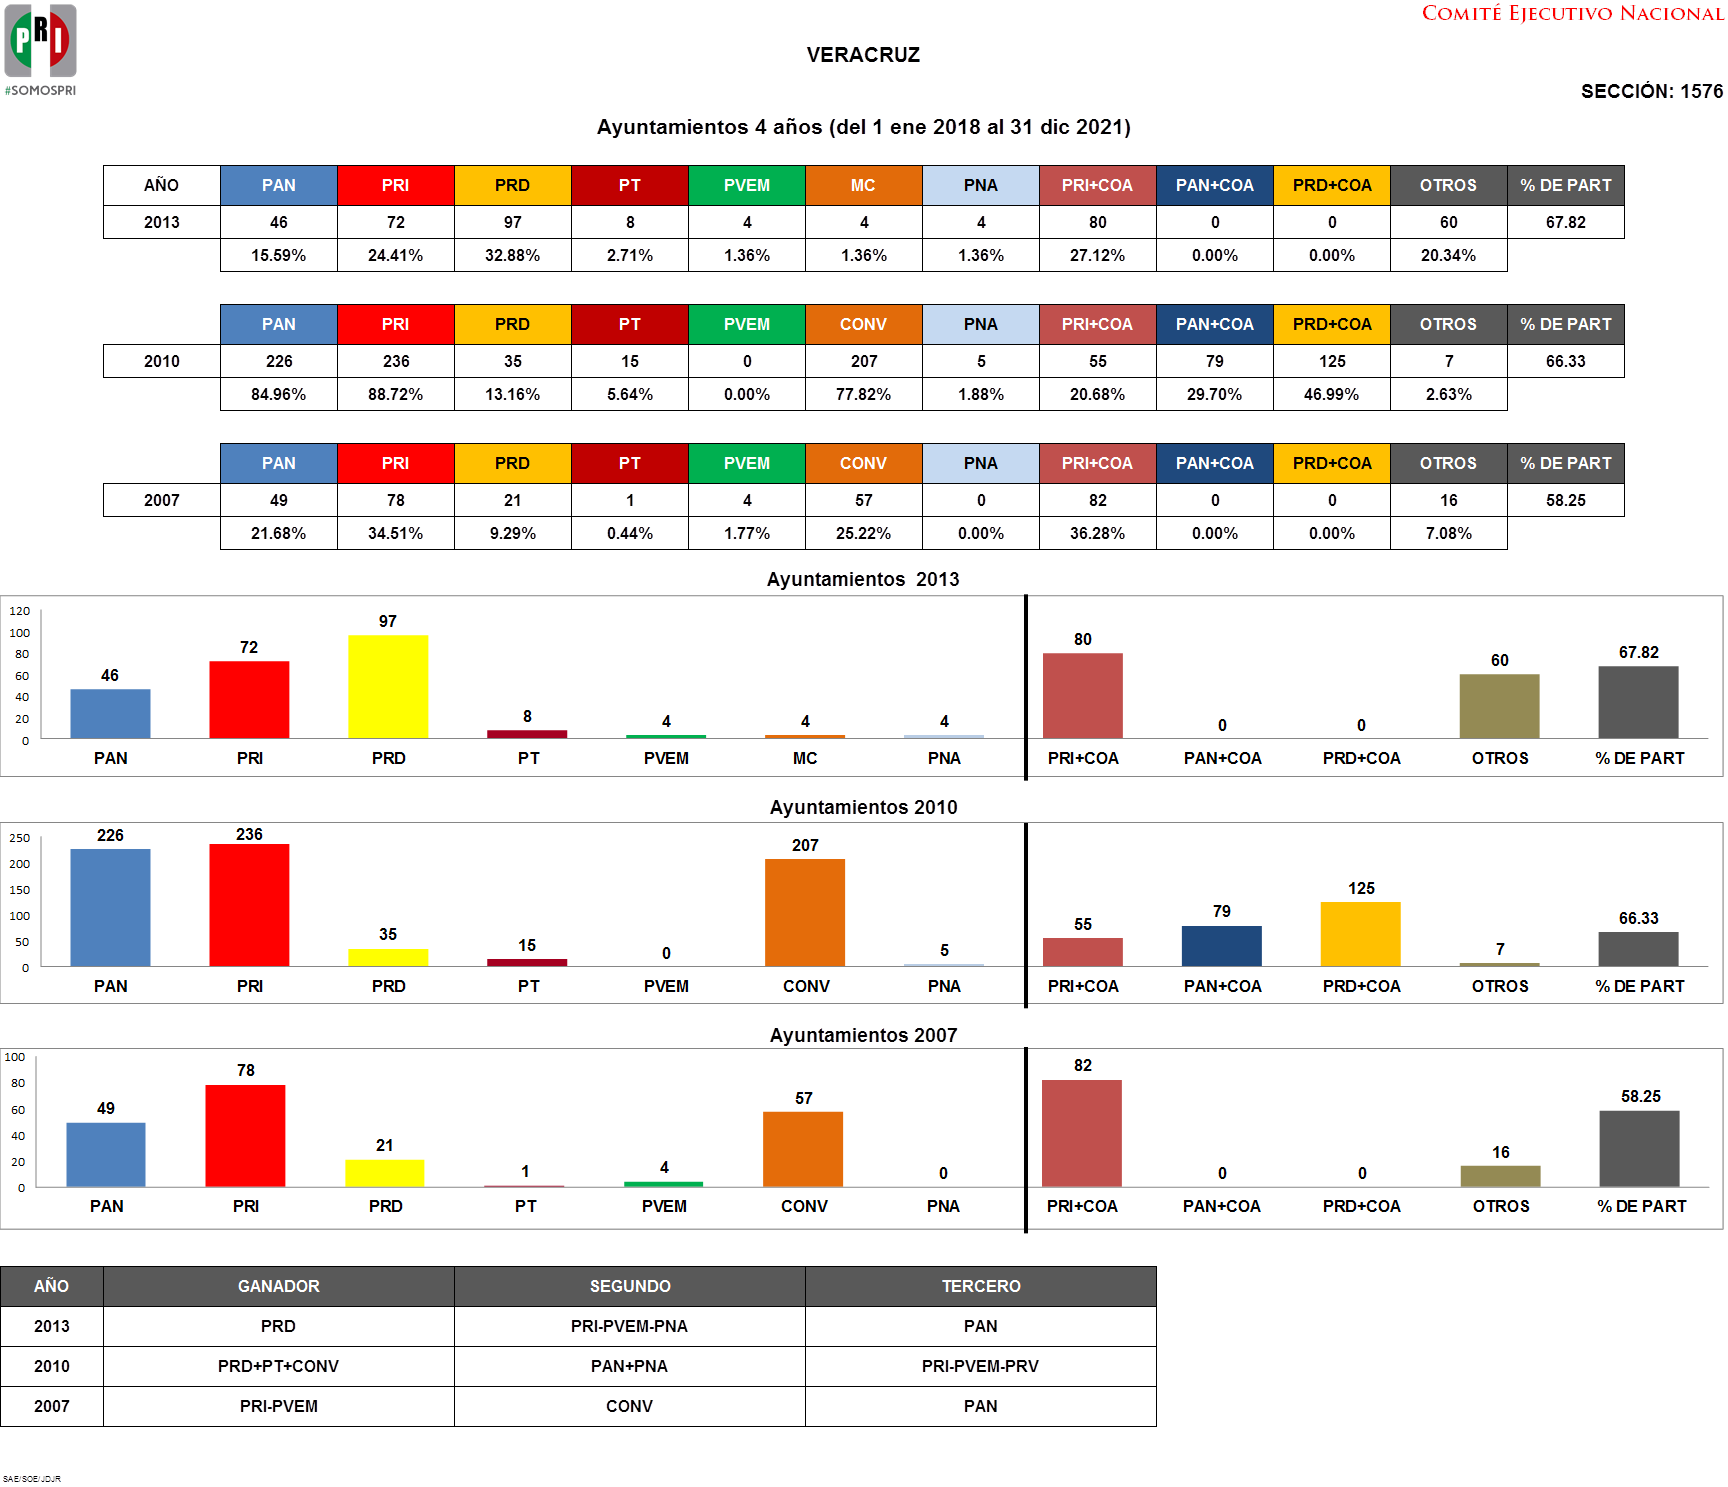 COMITÉ EJECUTIVO NACIONAL
PRI
#SOMOSPRI
VERACRUZ
SECCIÓN: 1576
Ayuntamientos 4 años (del 1 ene 2018 al 31 dic 2021)
AÑO PAN PRI PRD PT PVEM MC PNA PRI+COA PAN+COA PRD+COA OTROS % DE PART
2013 46 72 97 8 4 4 4 80 0 0 60 67.82
15.59% 24.41% 32.88% 2.71% 1.36% 1.36% 1.36% 27.12% 0.00% 0.00% 20.34%
PAN PRI PRD PT PVEM CONV PNA PRI+COA PAN+COA PRD+COA OTROS % DE PART
2010 226 236 35 15 0 207 5 55 79 125 7 66.33
84.96% 88.72% 13.16% 5.64% 0.00% 77.82% 1.88% 20.68% 29.70% 46.99% 2.63%
PAN PRI PRD PT PVEM CONV PNA PRI+COA PAN+COA PRD+COA OTROS % DE PART
2007 49 78 21 1 4 57 0 82 0 0 16 58.25
21.68% 34.51% 9.29% 0.44% 1.77% 25.22% 0.00% 36.28% 0.00% 0.00% 7.08%
Ayuntamientos 2013
120
100
80
60
40
20
0
46 72 97 8 4 4 4 80 0 0 60 67.82
PAN PRI PRD PT PVEM MC PNA PRI+COA PAN+COA PRD+COA OTROS % DE PART
Ayuntamientos 2010
250
200
150
100
50
0
226 236 35 15 0 207 5 55 79 125 7 66.33
PAN PRI PRD PT PVEM CONV PNA PRI+COA PAN+COA PRD+COA OTROS % DE PART
Ayuntamientos 2007
100
80
60
40
20
0
49 78 21 1 4 57 0 82 0 0 16 58.25
PAN PRI PRD PT PVEM CONV PNA PRI+COA PAN+COA PRD+COA OTROS % DE PART
AÑO GANADOR SEGUNDO TERCERO
2013 PRD PRI-PVEM-PNA PAN
2010 PRD+PT+CONV PAN+PNA PRI-PVEM-PRV
2007 PRI-PVEM CONV PAN
SAE/SOE/JDJR